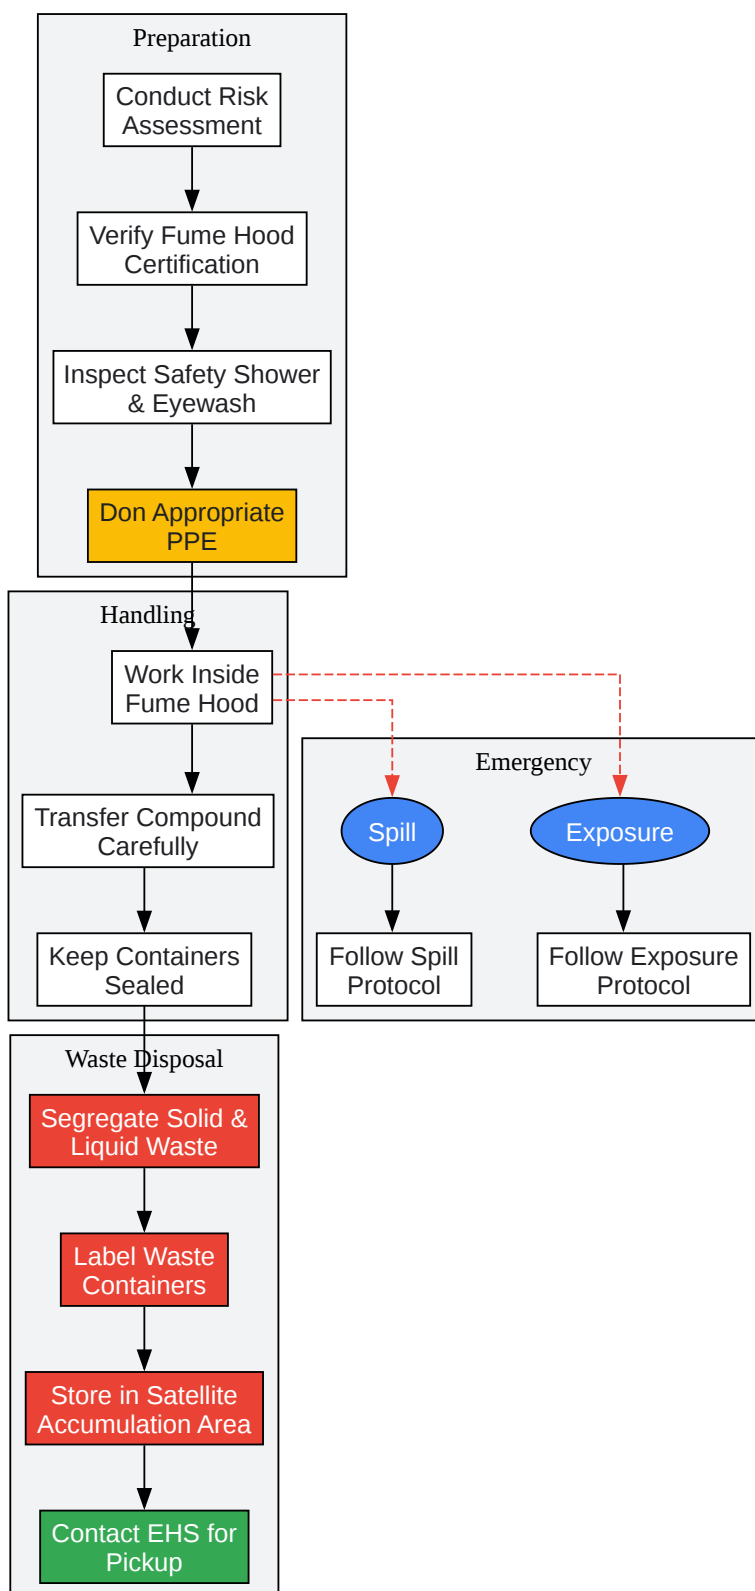 Preparation
Conduct Risk
Assessment
Verify Fume Hood
Certification
Inspect Safety Shower
& Eyewash
Don Appropriate
PPE
Handling
Work Inside
Fume Hood
Transfer Compound
Carefully
Keep Containers
Sealed
Emergency
Spill
Exposure
Follow Spill
Protocol
Follow Exposure
Protocol
Waste Disposal
Segregate Solid &
Liquid Waste
Label Waste
Containers
Store in Satellite
Accumulation Area
Contact EHS for
Pickup